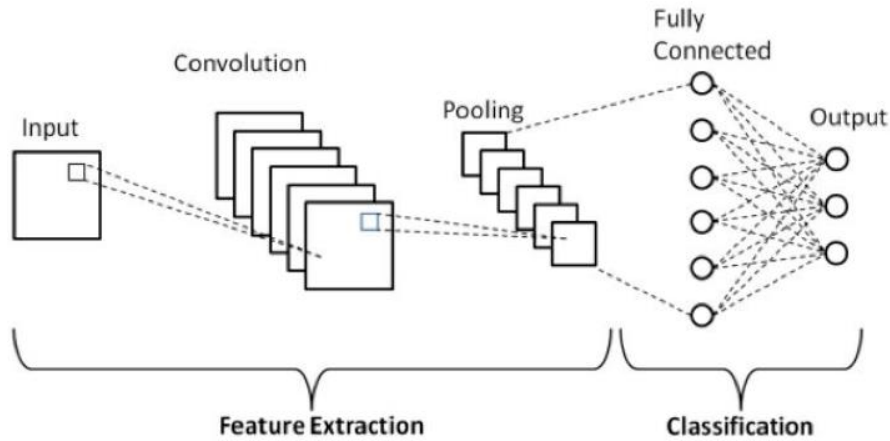 Input
Convolution
Pooling
Fully
Connected
Output
Feature Extraction
Classification